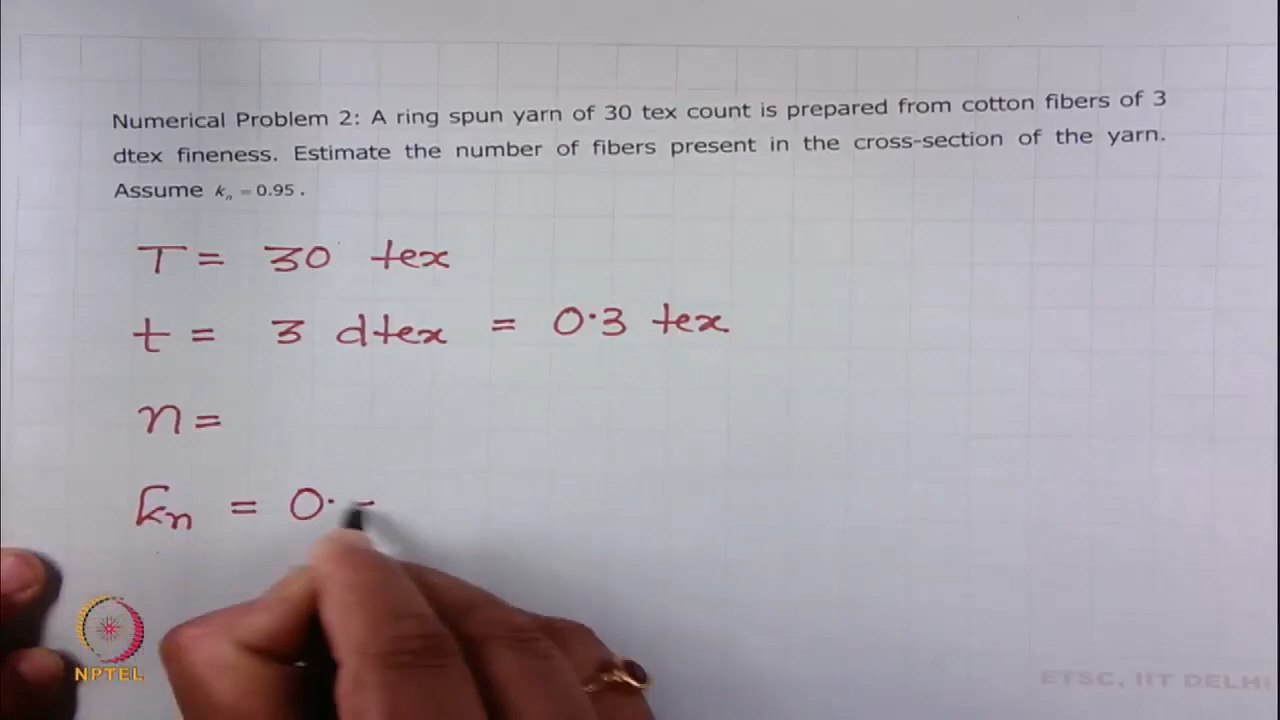 Numerical Problem 2: A ring spun yarn of 30 tex count is prepared from cotton fibers of 3
dtex fineness. Estimate the number of fibers present in the cross-section of the yarn.
Assume kₙ = 0.95 .
T = 30 tex
t = 3 dtex = 0.3 tex
n =
kₙ = 0.
NPTEL
ETSC, IIT DELHI